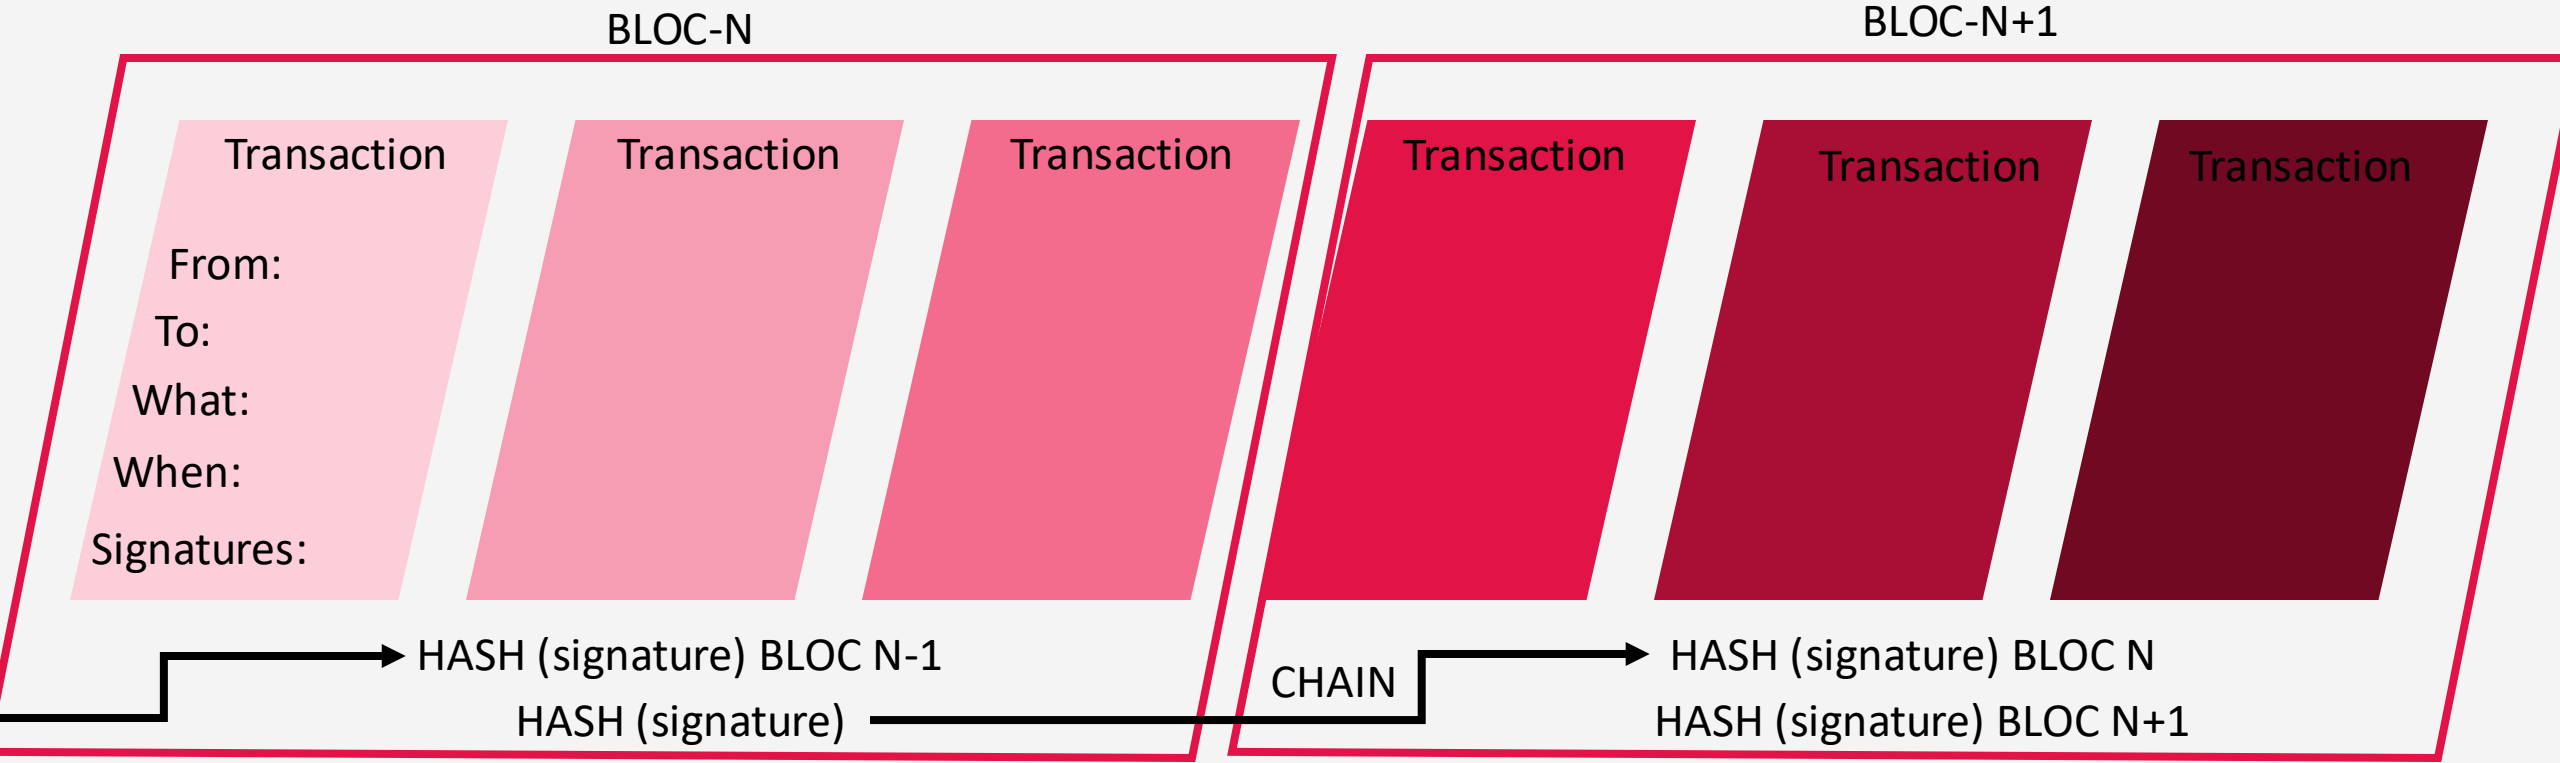 BLOC-N
Transaction
From:
To:
What:
When:
Signatures:
Transaction
Transaction
HASH (signature) BLOC N-1
HASH (signature)
CHAIN
BLOC-N+1
Transaction
Transaction
Transaction
HASH (signature) BLOC N
HASH (signature) BLOC N+1